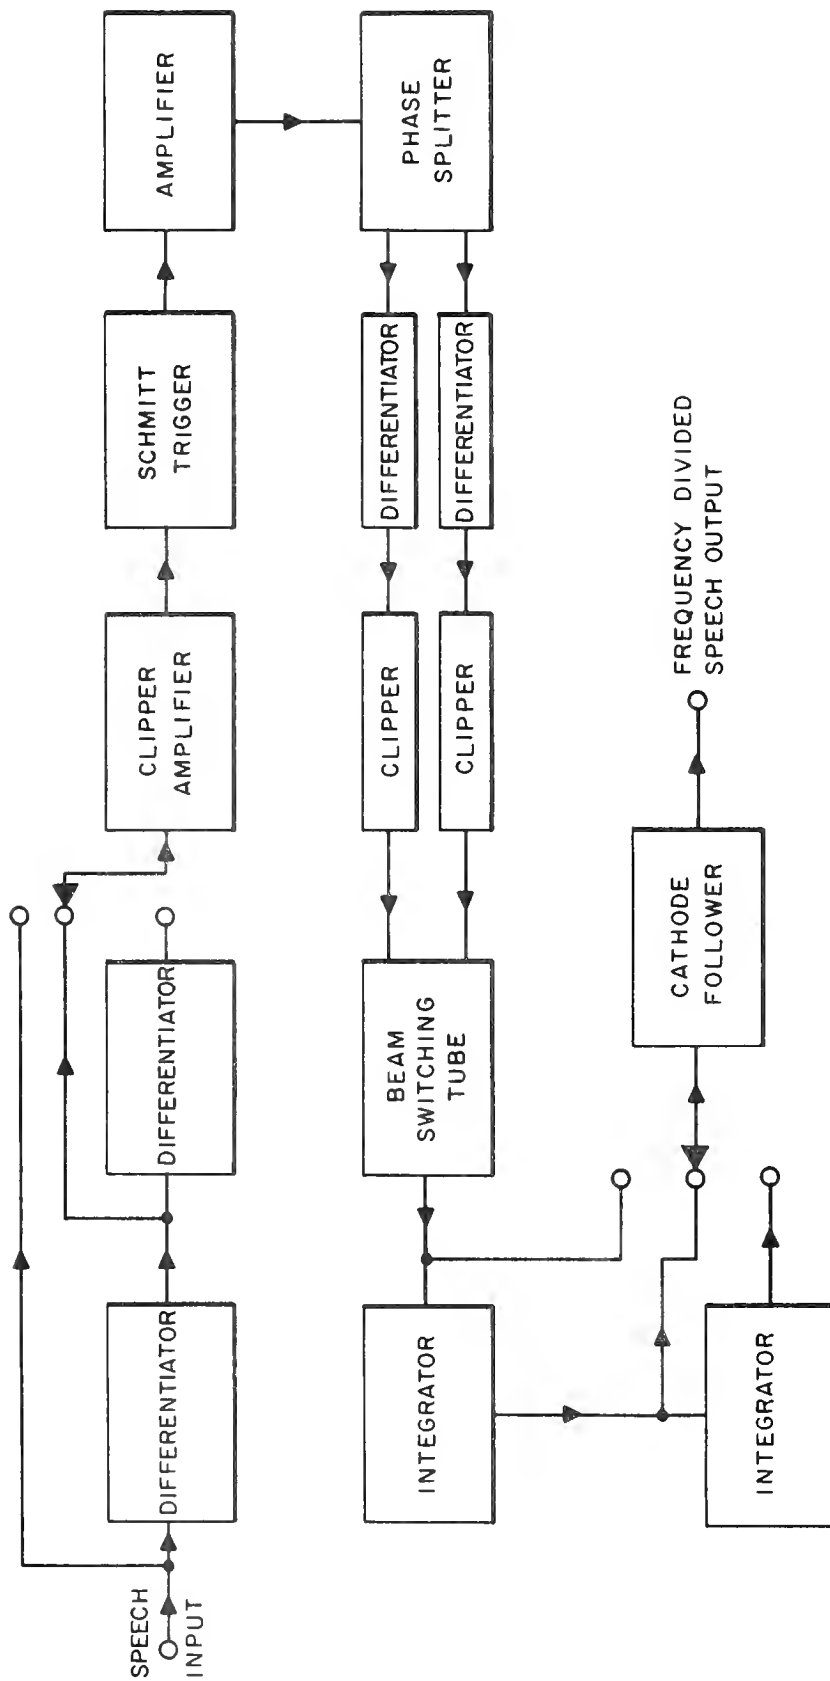 SPEECH
INPUT
DIFFERENTIATOR
DIFFERENTIATOR
CLIPPER
AMPLIFIER
SCHMITT
TRIGGER
AMPLIFIER
PHASE
SPLITTER
DIFFERENTIATOR
DIFFERENTIATOR
CLIPPER
CLIPPER
BEAM
SWITCHING
TUBE
INTEGRATOR
INTEGRATOR
CATHODE
FOLLOWER
FREQUENCY DIVIDED
SPEECH OUTPUT